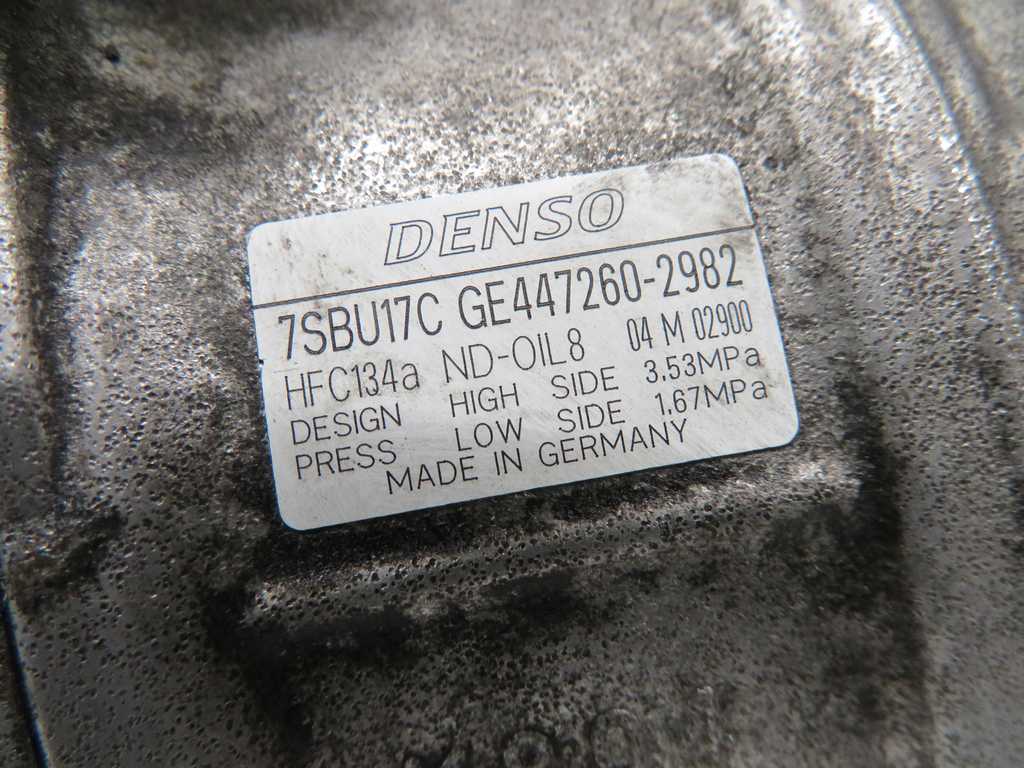 DENSO
7SBU17C GE447260-2982
HFC134a ND-OIL8 04 M 02900
DESIGN HIGH SIDE 3.53MPa
PRESS LOW SIDE 1.67MPa
MADE IN GERMANY